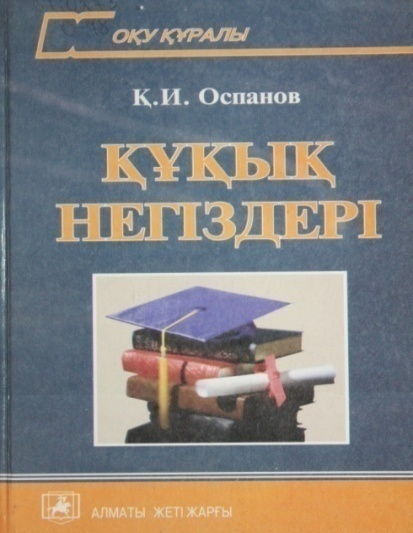 ОҚУ ҚҰРАЛЫ
Қ.И. Оспанов
ҚҰҚЫҚ
НЕГІЗДЕРІ
АЛМАТЫ ЖЕТІ ЖАРҒЫ